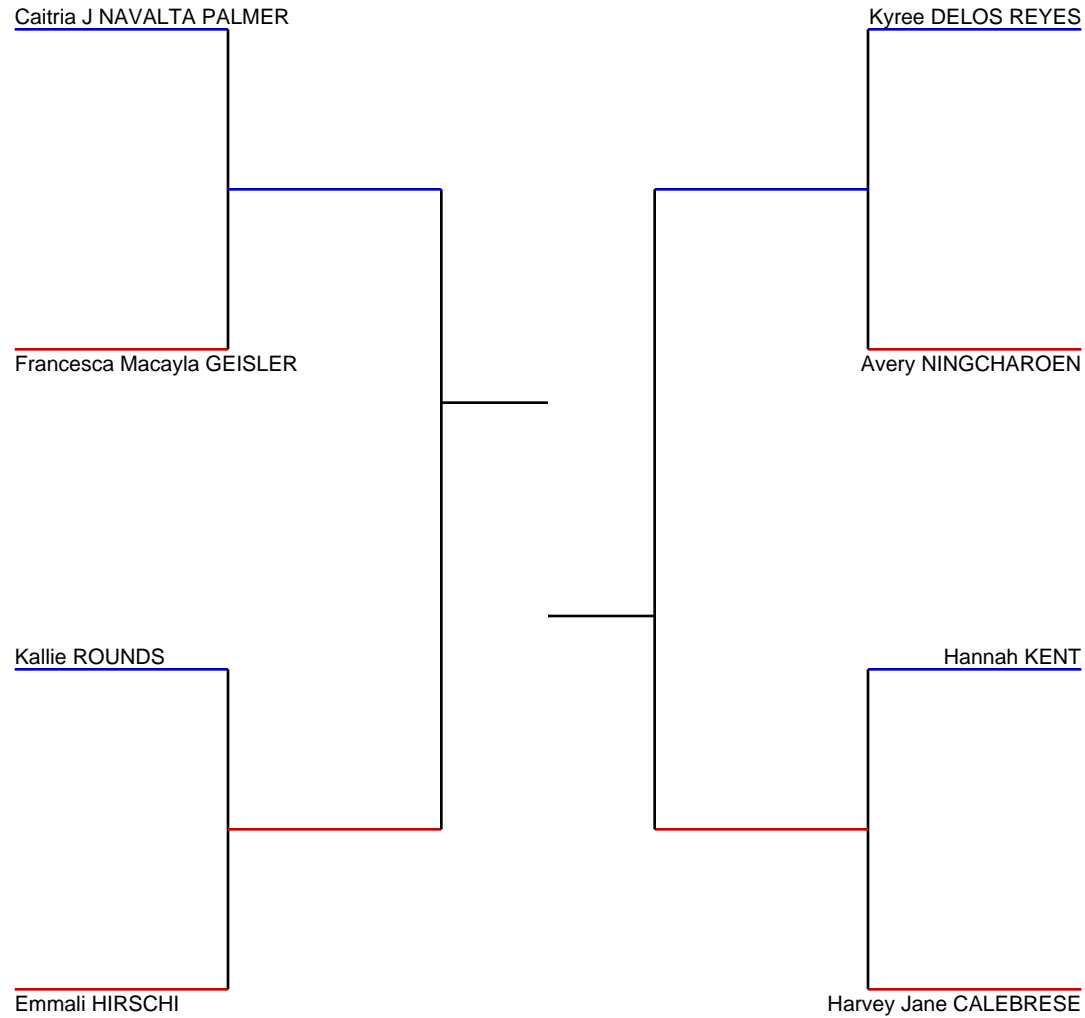 Caitria J NAVALTA PALMER
Kyree DELOS REYES
Francesca Macayla GEISLER
Avery NINGCHAROEN
Kallie ROUNDS
Hannah KENT
Emmali HIRSCHI
Harvey Jane CALEBRESE